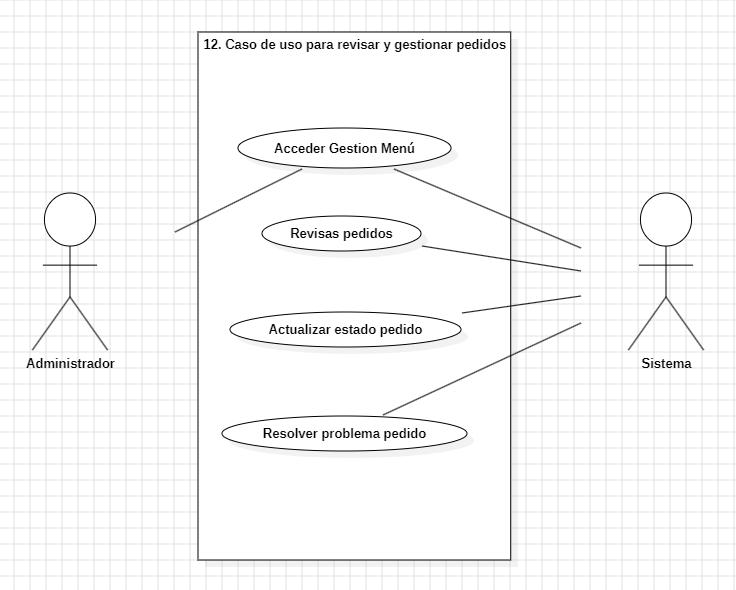 12. Caso de uso para revisar y gestionar pedidos
Acceder Gestion Menú
Revisas pedidos
Actualizar estado pedido
Administrador
Sistema
Resolver problema pedido